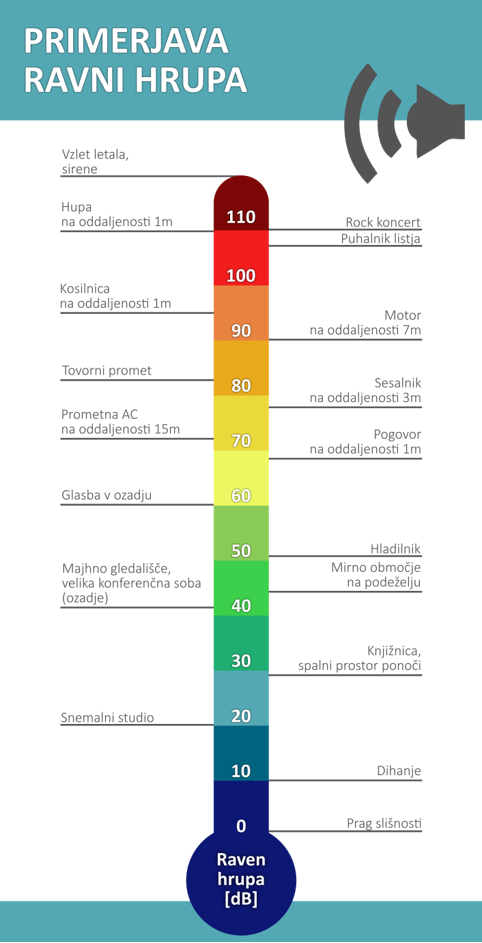 PRIMERJAVA
RAVNI HRUPA
Vzlet letala,
sirene
Hupa
na oddaljenosti 1m
110
Rock koncert
Puhalnik listja
100
Kosilnica
na oddaljenosti 1m
Motor
na oddaljenosti 7m
90
Tovorni promet
80
Sesalnik
na oddaljenosti 3m
Prometna AC
na oddaljenosti 15m
70
Pogovor
na oddaljenosti 1m
Glasba v ozadju
60
50
Hladilnik
Majhno gledališče,
velika konferenčna soba
(ozadje)
Mirno območje
na podeželju
40
30
Knjižnica,
spalni prostor ponoči
Snemalni studio
20
10
Dihanje
0
Prag slišnosti
Raven
hrupa
[dB]